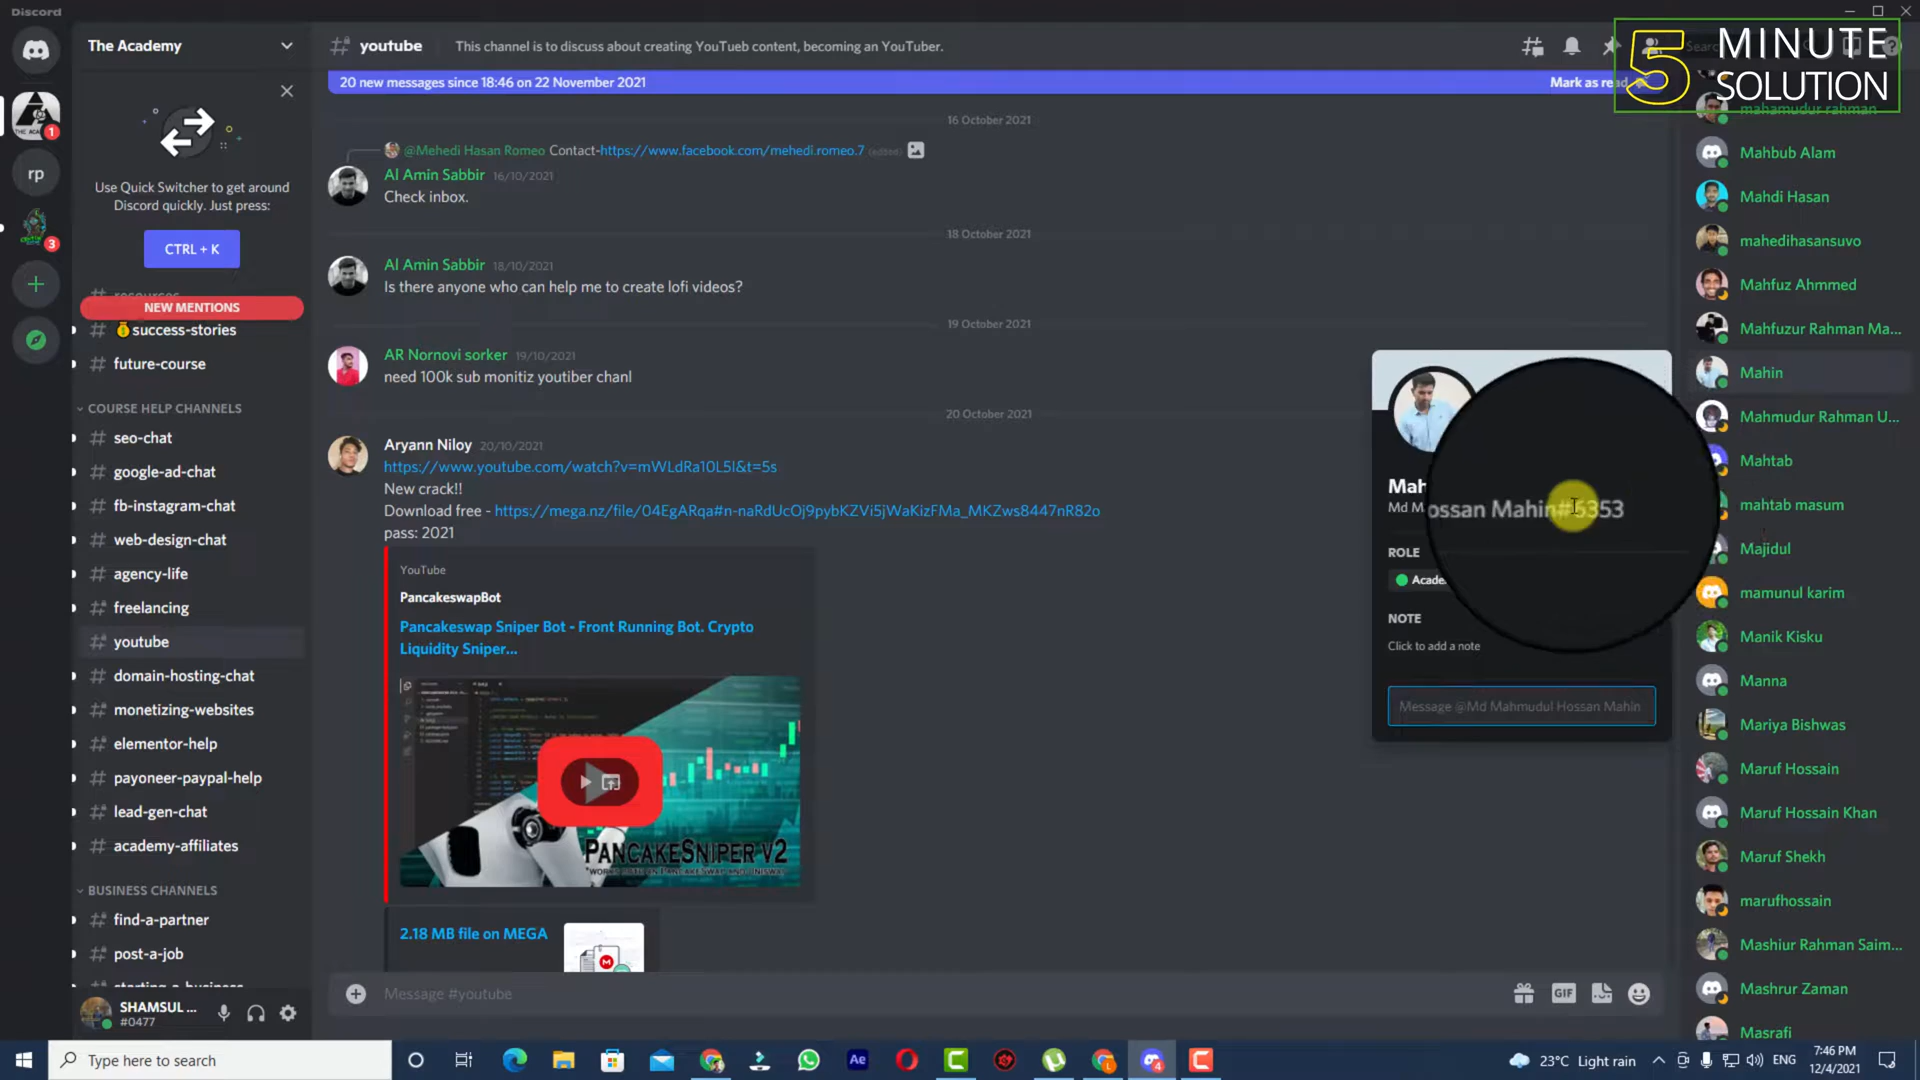 Discord
5 MINUTE SOLUTION
The Academy
youtube
This channel is to discuss about creating YouTueb content, becoming an YouTuber.
20 new messages since 18:46 on 22 November 2021
Mark as read
Use Quick Switcher to get around
Discord quickly. Just press:
CTRL + K
resources
NEW MENTIONS
success-stories
future-course
COURSE HELP CHANNELS
seo-chat
google-ad-chat
fb-instagram-chat
web-design-chat
agency-life
freelancing
youtube
domain-hosting-chat
monetizing-websites
elementor-help
payoneer-paypal-help
lead-gen-chat
academy-affiliates
BUSINESS CHANNELS
find-a-partner
post-a-job
starting-a-business
SHAMSUL ...
#0477
THE ACADE
1
rp
3
16 October 2021
@Mehedi Hasan Romeo Contact-https://www.facebook.com/mehedi.romeo.7 (edited)
Al Amin Sabbir 16/10/2021
Check inbox.
18 October 2021
Al Amin Sabbir 18/10/2021
Is there anyone who can help me to create lofi videos?
19 October 2021
AR Nornovi sorker 19/10/2021
need 100k sub monitiz youtiber chanl
20 October 2021
Aryann Niloy 20/10/2021
https://www.youtube.com/watch?v=mWLdRa10L5I&t=5s
New crack!!
Download free - https://mega.nz/file/04EgARqa#n-naRdUcOj9pybKZVi5jWaKizFMa_MKZws8447nR82o
pass: 2021
YouTube
PancakeswapBot
Pancakeswap Sniper Bot - Front Running Bot. Crypto
Liquidity Sniper...
PANCAKESNIPER V2
2.18 MB file on MEGA
Message #youtube
GIF
Mah
Md M
ossan Mahin#5353
ROLE
Acade
NOTE
Click to add a note
Message @Md Mahmudul Hossan Mahin
mahamudur rahman
Mahbub Alam
Mahdi Hasan
mahedihasansuvo
Mahfuz Ahmmed
Mahfuzur Rahman Ma...
Mahin
Mahmudur Rahman U...
Mahtab
mahtab masum
Majidul
mamunul karim
Manik Kisku
Manna
Mariya Bishwas
Maruf Hossain
Maruf Hossain Khan
Maruf Shekh
marufhossain
Mashiur Rahman Saim...
Mashrur Zaman
Masrafi
Type here to search
Ae
23°C Light rain
ENG
7:46 PM
12/4/2021